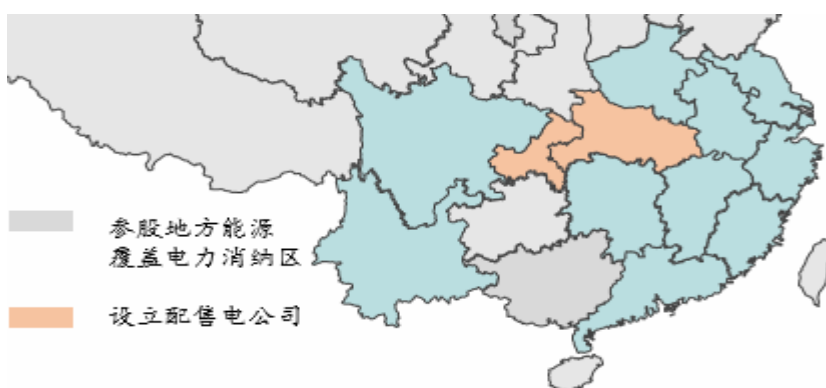 参股地方能源
覆盖电力消纳区
设立配售电公司